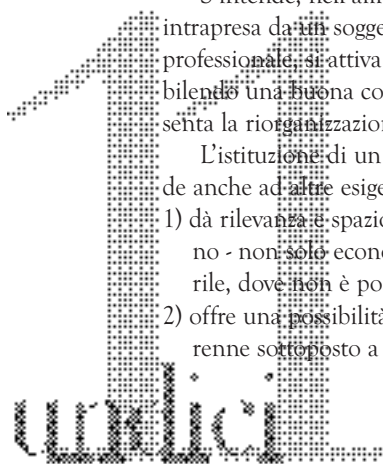 S'intende, nell'am
intrapresa da un sogge
professionale, si attiva
bilendo una buona co
senta la riorganizzazion
L'istituzione di un
de anche ad altre esige
1) dà rilevanza e spazio
no - non solo econo
rile, dove non è po
2) offre una possibilità
renne sottoposto a
11
undici